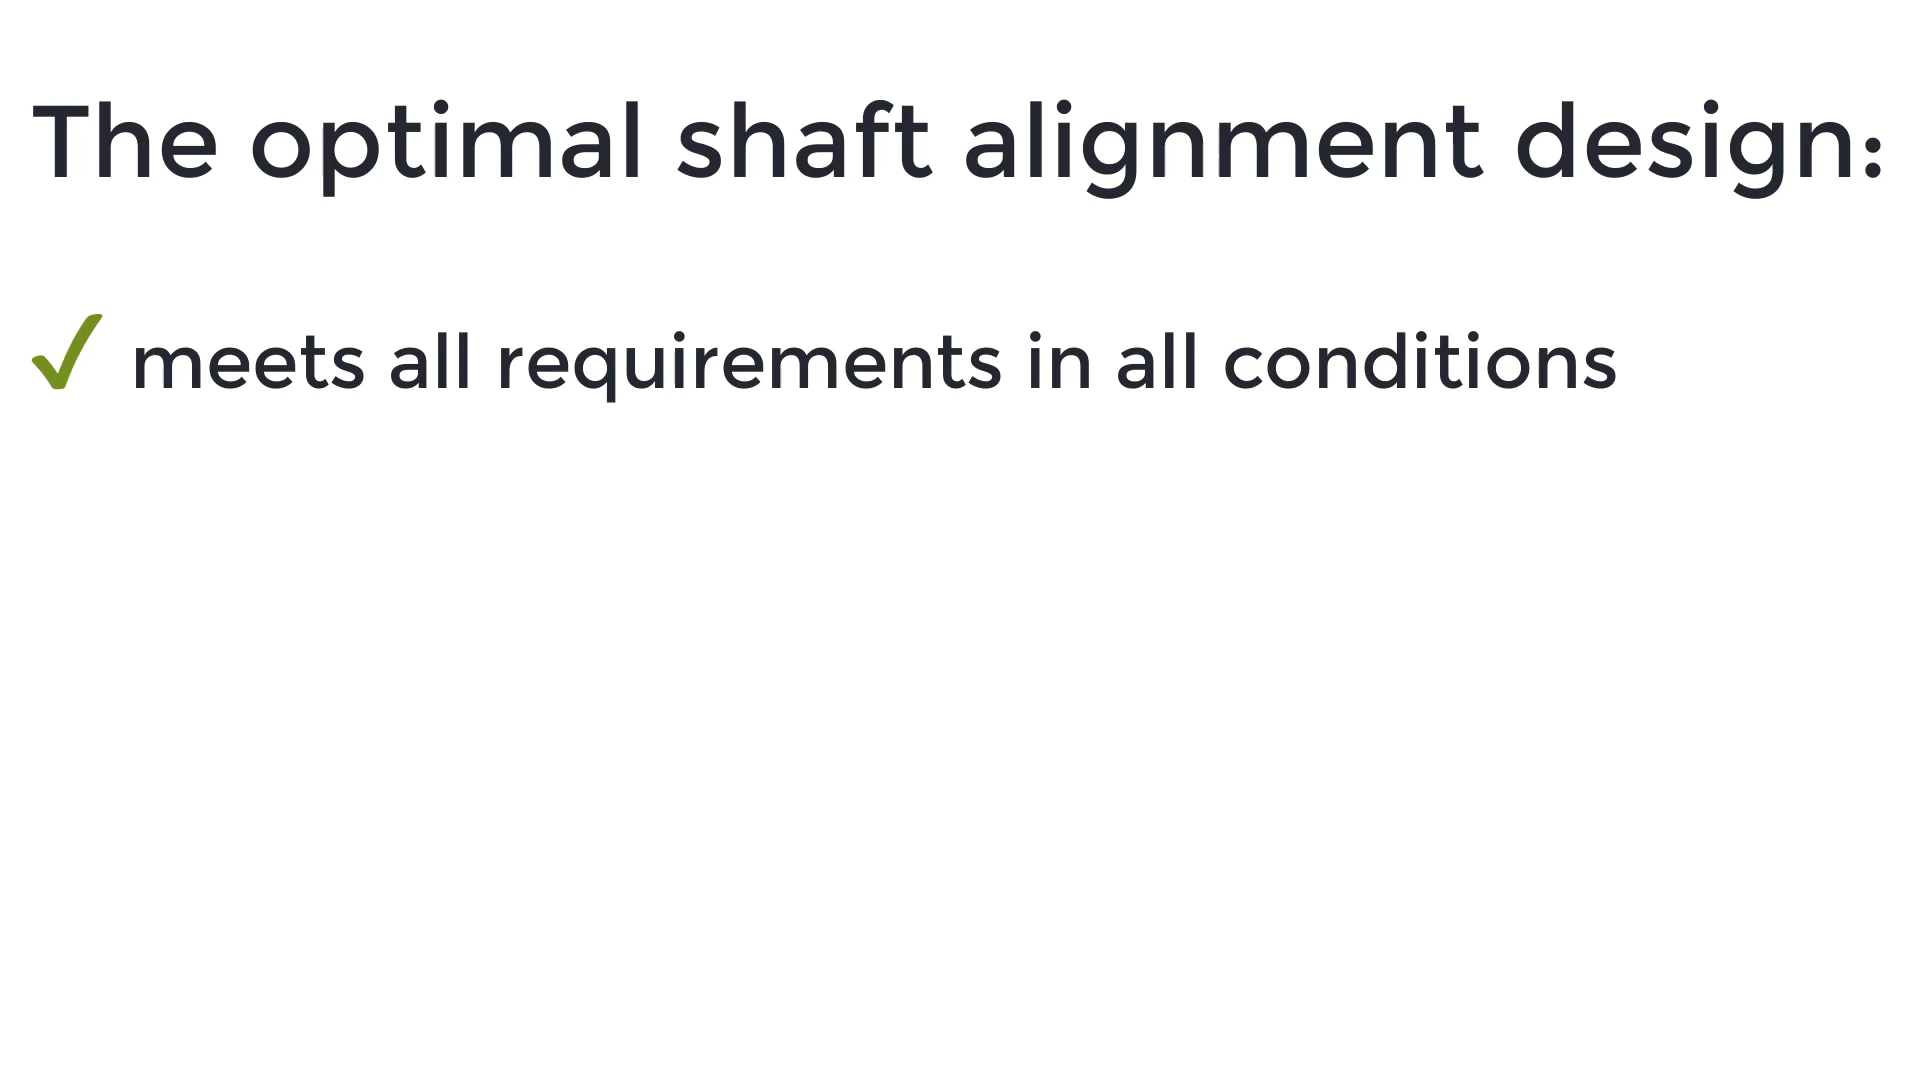 The optimal shaft alignment design:
✓ meets all requirements in all conditions